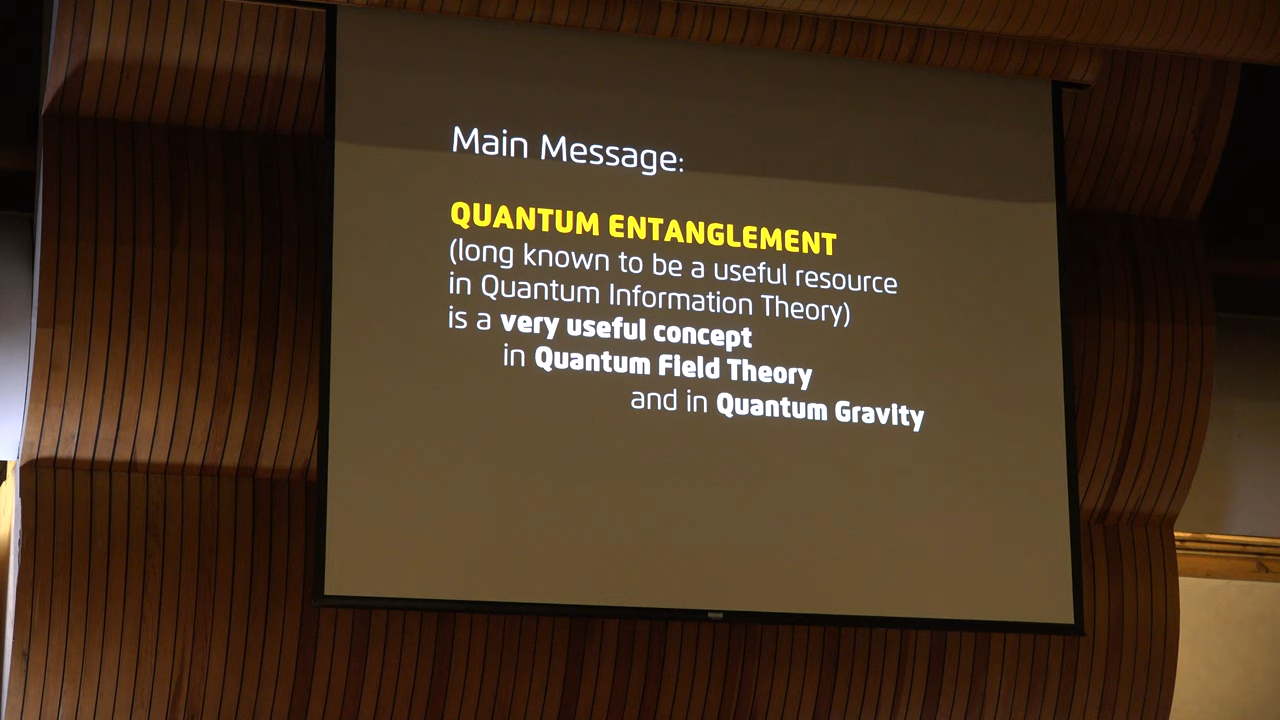 Main Message:
QUANTUM ENTANGLEMENT
(long known to be a useful resource
in Quantum Information Theory)
is a very useful concept
in Quantum Field Theory
and in Quantum Gravity